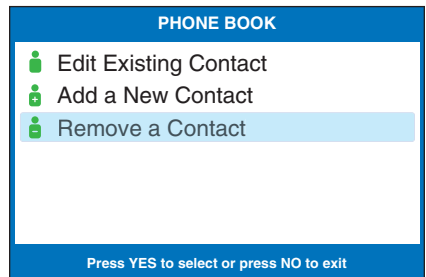 PHONE BOOK
Edit Existing Contact
Add a New Contact
Remove a Contact
Press YES to select or press NO to exit